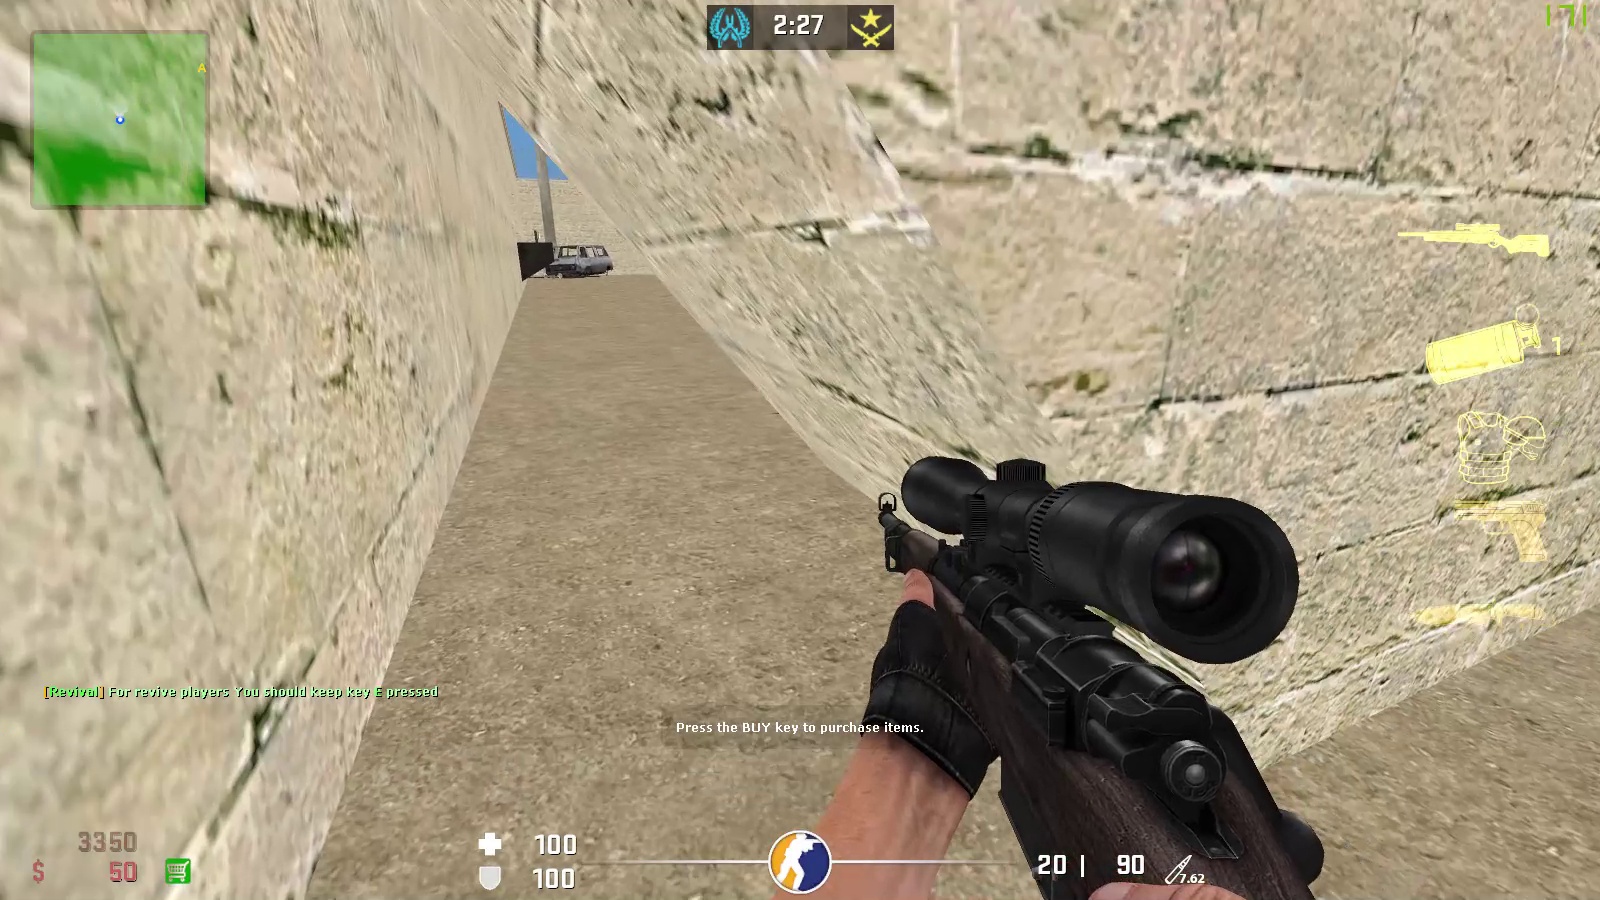 2:27
171
A
1
[Revival] For revive players You should keep key E pressed
Press the BUY key to purchase items.
3350
$ 50
100
100
20 | 90
7.62